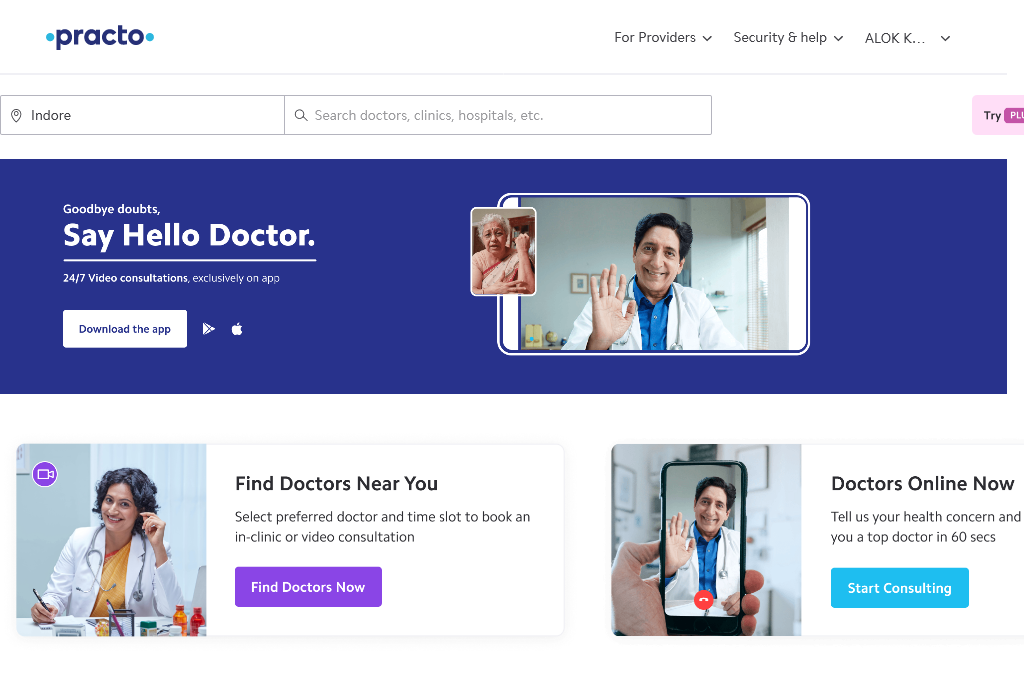 practo
For Providers
Security & help
ALOK K...
Indore
Search doctors, clinics, hospitals, etc.
Try
Goodbye doubts,
Say Hello Doctor.
24/7 Video consultations, exclusively on app
Download the app
Find Doctors Near You
Select preferred doctor and time slot to book an
in-clinic or video consultation
Find Doctors Now
Doctors Online Now
Tell us your health concern and
you a top doctor in 60 secs
Start Consulting